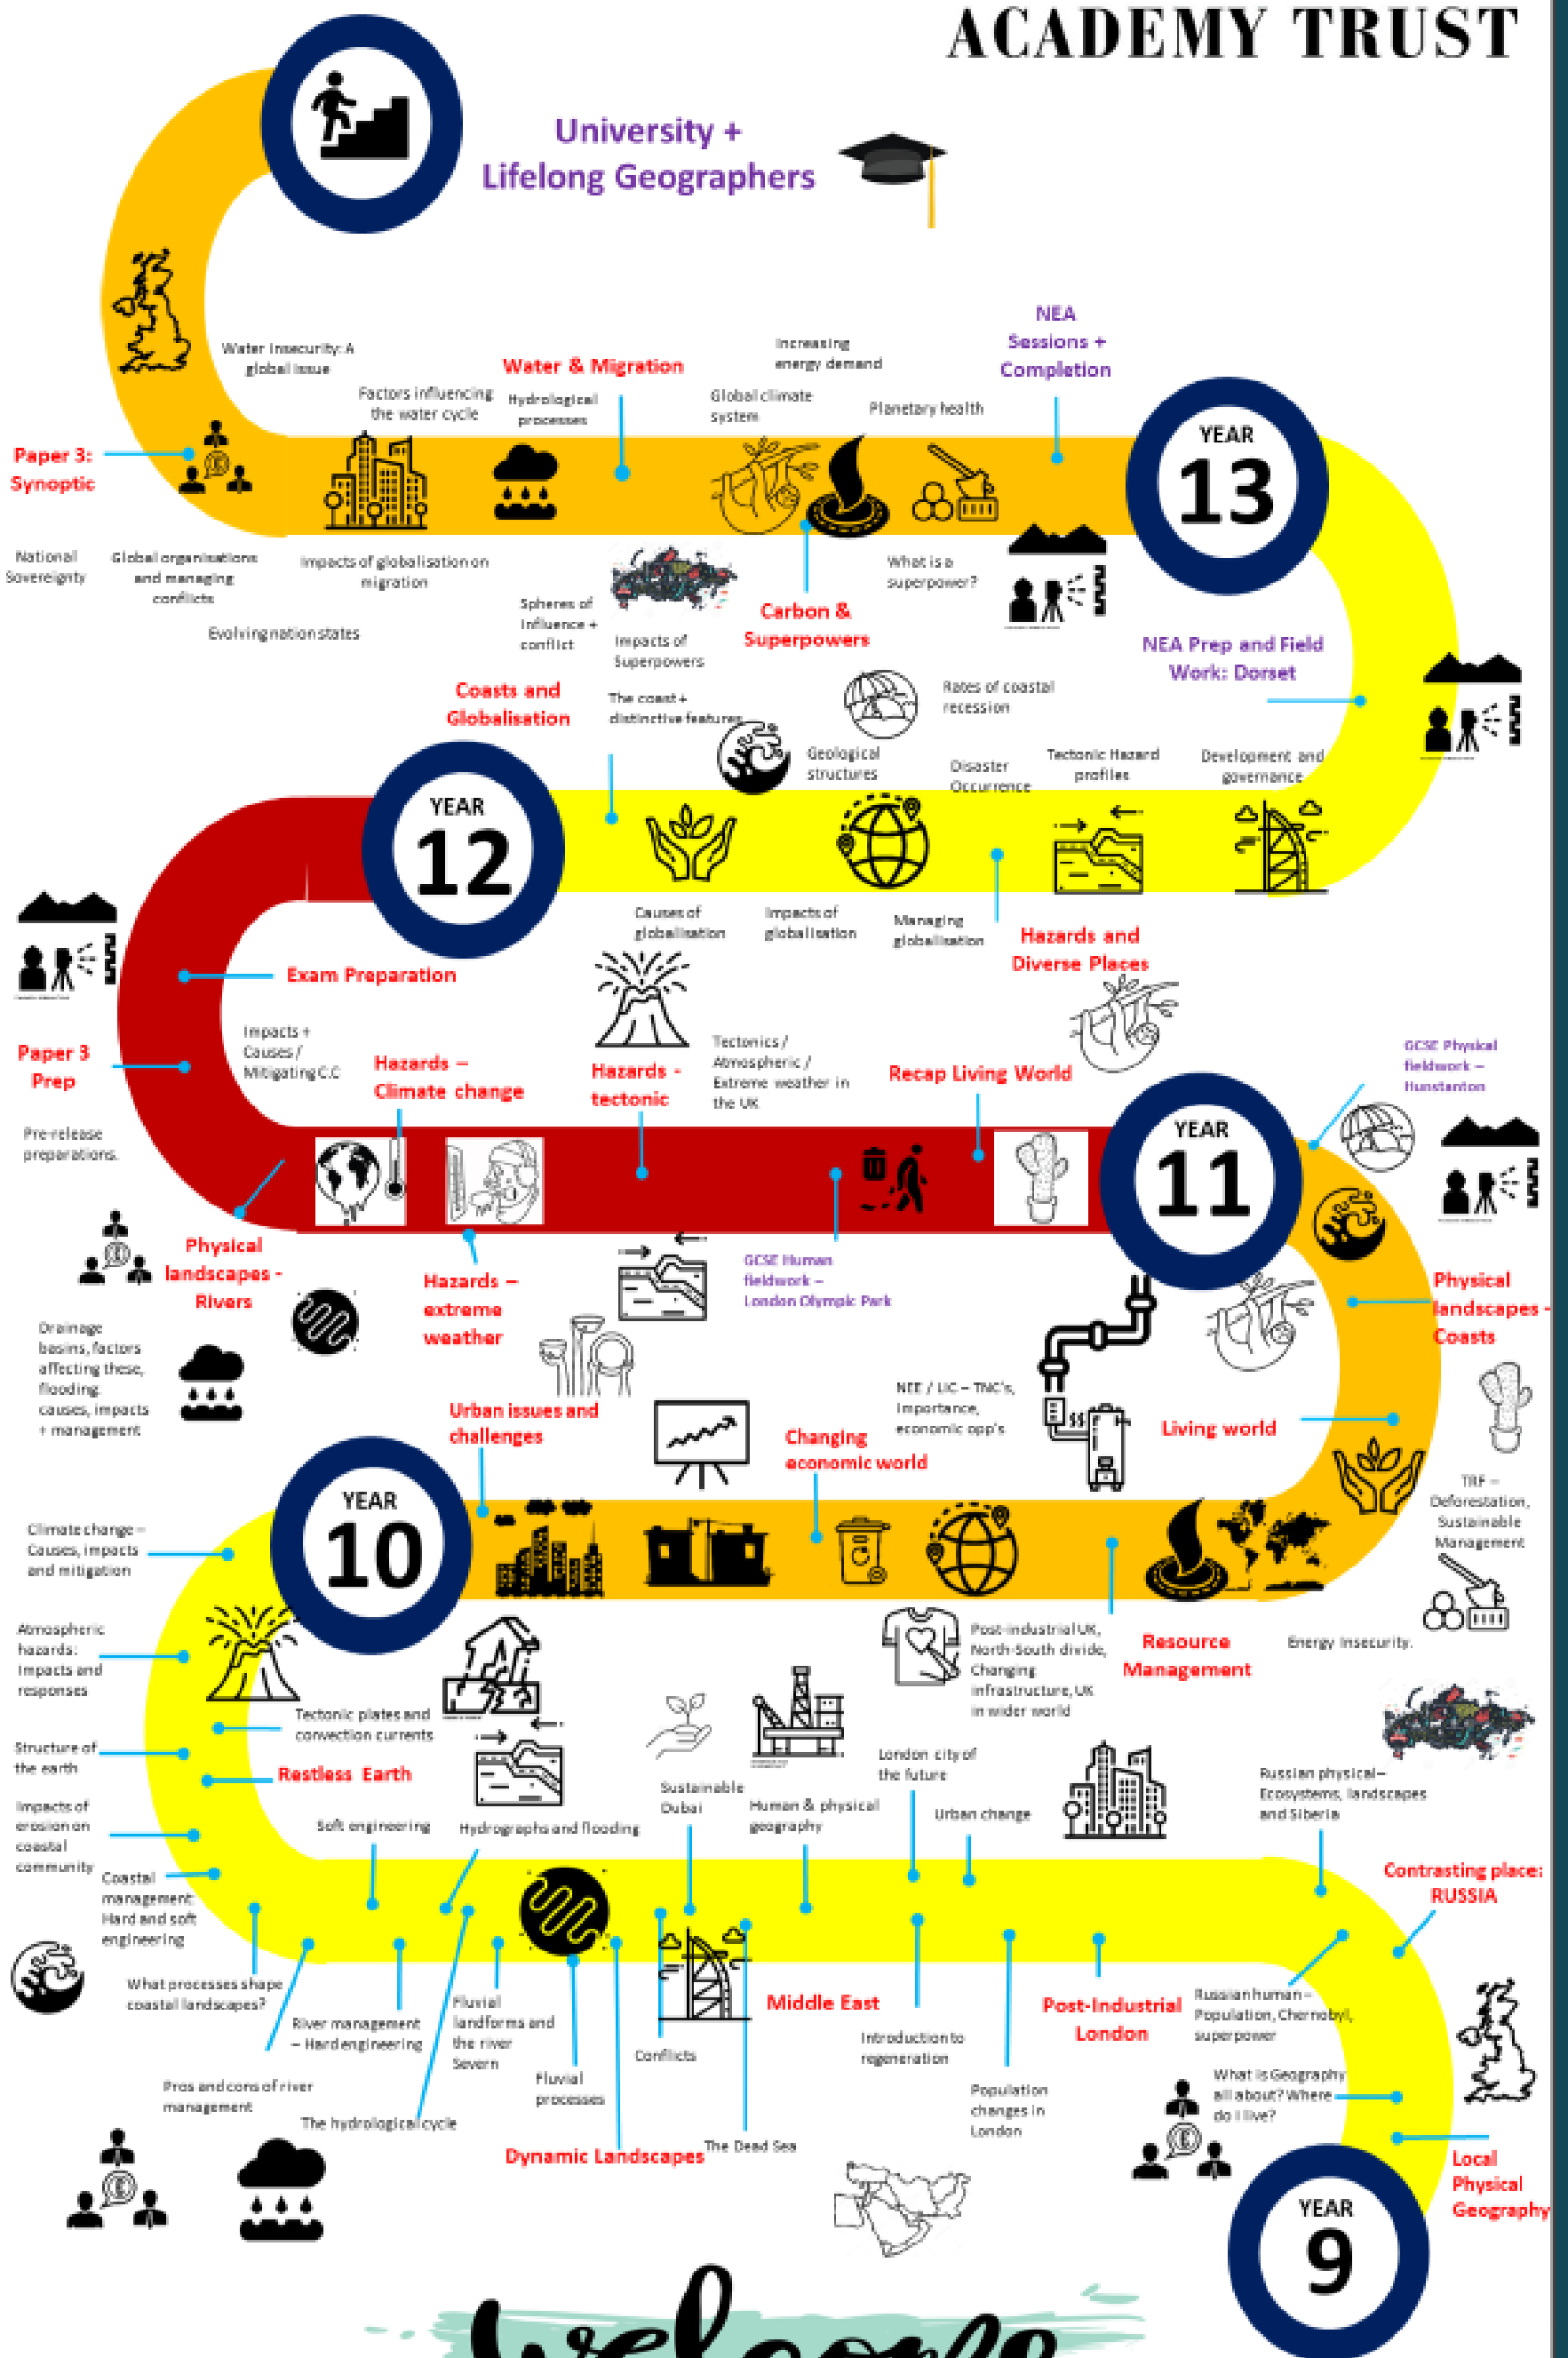 ACADEMY TRUST
University +
Lifelong Geographers
NEA
Sessions +
Completion
Increasing
energy demand
Water Insecurity: A
global issue
Water & Migration
Factors influencing
the water cycle
Hydrological
processes
Global climate
system
Planetary health
YEAR
13
Paper 3:
Synoptic
National
Sovereignty
Global organisations
and managing
conflicts
Impacts of globalisation on
migration
What is a
superpower?
Evolving nation states
Spheres of
Influence +
conflict
Impacts of
Superpowers
Carbon &
Superpowers
NEA Prep and Field
Work: Dorset
Coasts and
Globalisation
The coast +
distinctive features
Rates of coastal
recession
Geological
structures
Disaster
Occurrence
Tectonic Hazard
profiles
Development and
governance
YEAR
12
Causes of
globalisation
Impacts of
globalisation
Managing
globalisation
Hazards and
Diverse Places
Exam Preparation
Paper 3
Prep
Impacts +
Causes /
Mitigating C.C
Hazards –
Climate change
Hazards -
tectonic
Tectonics /
Atmospheric /
Extreme weather in
the UK
Recap Living World
GCSE Physical
fieldwork –
Hunstanton
Pre-release
preparations.
YEAR
11
Physical
landscapes -
Rivers
Hazards –
extreme
weather
GCSE Human
fieldwork –
London Olympic Park
Physical
landscapes -
Coasts
Drainage
basins, factors
affecting these,
flooding:
causes, impacts
+ management
Urban issues and
challenges
Changing
economic world
NEE / LIC – TNC's,
Importance,
economic opp's
Living world
TRF –
Deforestation,
Sustainable
Management
YEAR
10
Climate change –
Causes, impacts
and mitigation
Atmospheric
hazards:
Impacts and
responses
Post-industrial UK,
North-South divide,
Changing
infrastructure, UK
in wider world
Resource
Management
Energy Insecurity.
Tectonic plates and
convection currents
Structure of
the earth
Restless Earth
Impacts of
erosion on
coastal
community
Soft engineering
Hydrographs and flooding
Sustainable
Dubai
Human & physical
geography
London city of
the future
Urban change
Russian physical –
Ecosystems, landscapes
and Siberia
Contrasting place:
RUSSIA
Coastal
management:
Hard and soft
engineering
What processes shape
coastal landscapes?
River management
– Hard engineering
Fluvial
landforms and
the river
Severn
Fluvial
processes
Conflicts
Middle East
Introduction to
regeneration
Post-Industrial
London
Russian human –
Population, Chernobyl,
superpower
Pros and cons of river
management
The hydrological cycle
Dynamic Landscapes
The Dead Sea
Population
changes in
London
What is Geography
all about? Where
do I live?
Local
Physical
Geography
YEAR
9
welcome